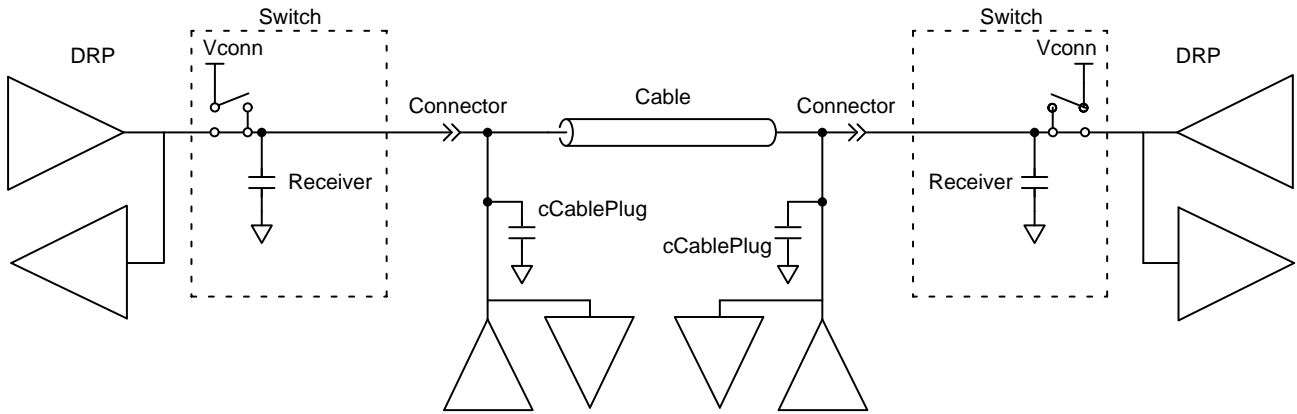 Switch
Switch
DRP
Vconn
Vconn
DRP
Connector
Cable
Connector
Receiver
Receiver
cCablePlug
cCablePlug